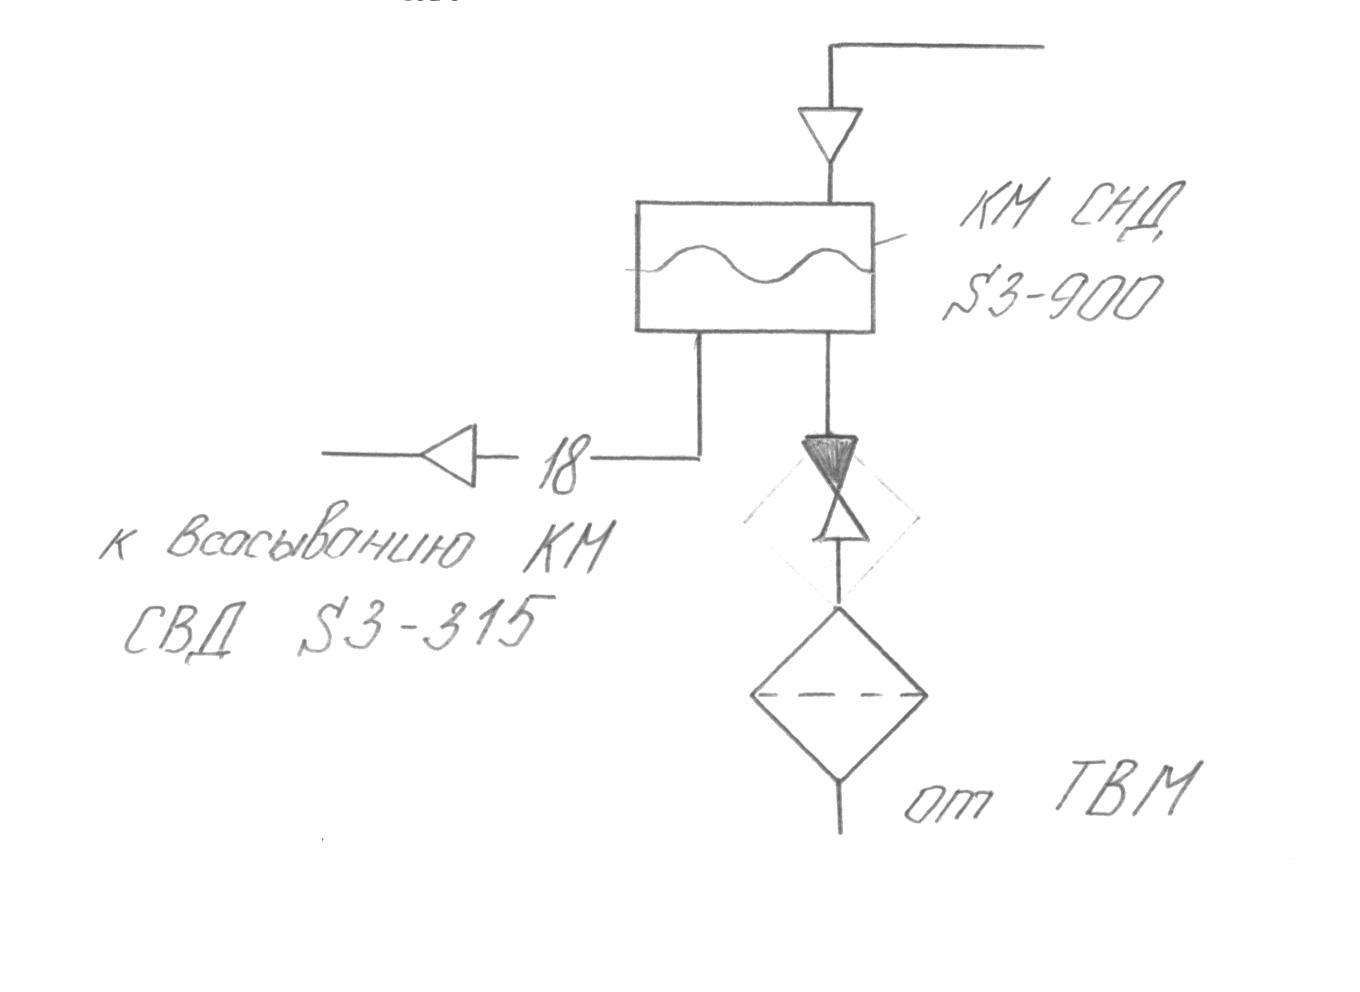 КМ СНД
S3-900
18
к всасыванию КМ
СВД S3-315
от ТВМ